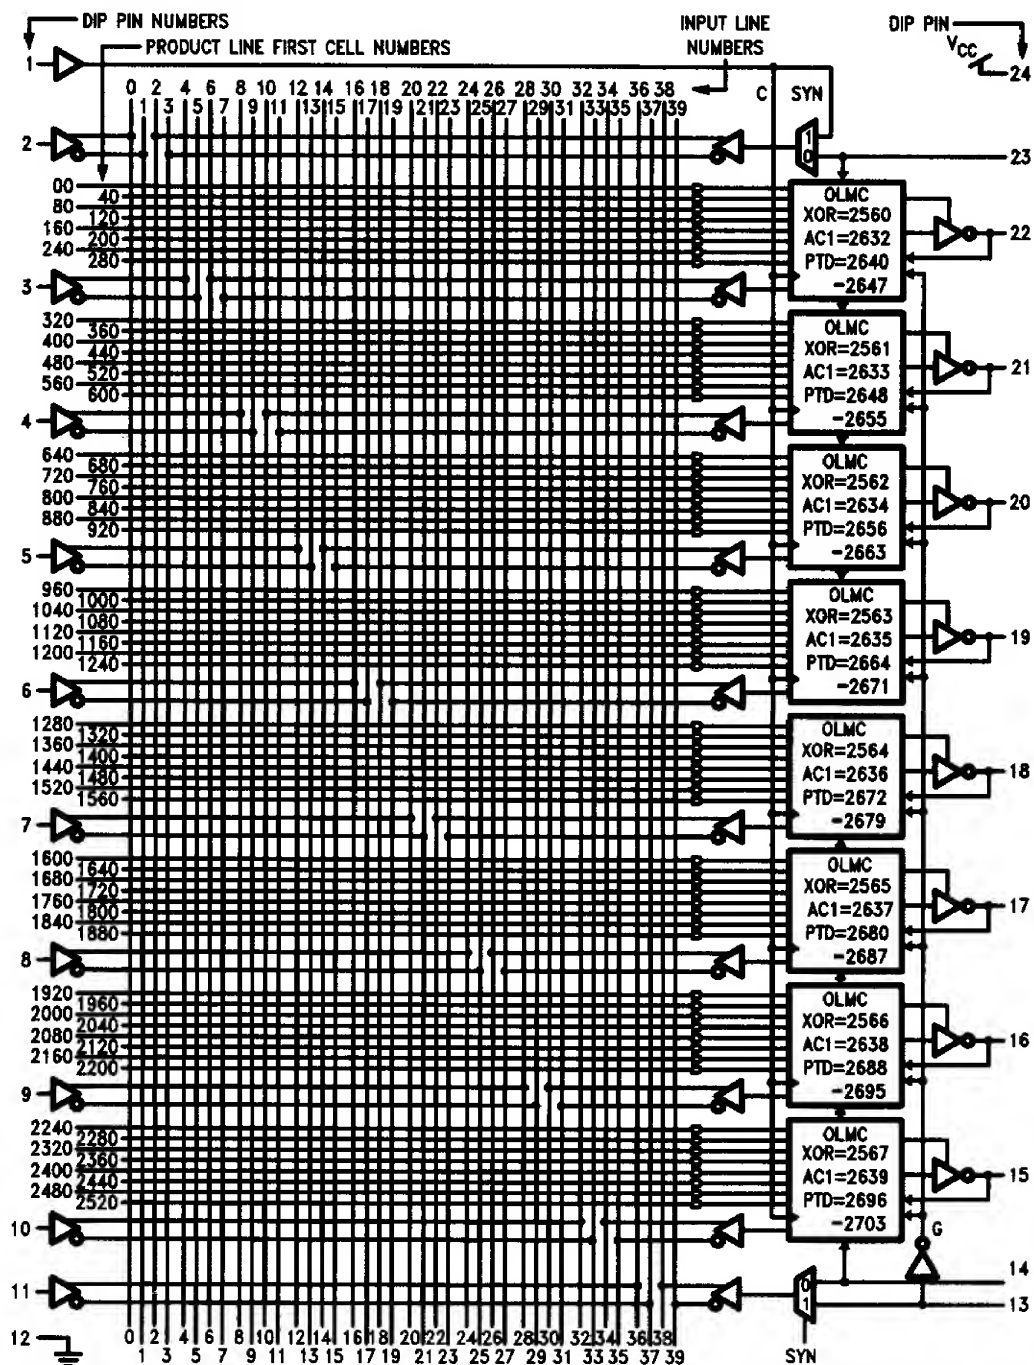 DIP PIN NUMBERS
INPUT LINE NUMBERS
DIP PIN
PRODUCT LINE FIRST CELL NUMBERS
VCC
1
24
0 2 4 6 8 10 12 14 16 18 20 22 24 26 28 30 32 34 36 38
1 3 5 7 9 11 13 15 17 19 21 23 25 27 29 31 33 35 37 39
C SYN
2
1
0
23
00
40
80
120
160
200
240
280
OLMC
XOR=2560
AC1=2632
PTD=2640
-2647
22
3
320
360
400
440
480
520
560
600
OLMC
XOR=2561
AC1=2633
PTD=2648
-2655
21
4
640
680
720
760
800
840
880
920
OLMC
XOR=2562
AC1=2634
PTD=2656
-2663
20
5
960
1000
1040
1080
1120
1160
1200
1240
OLMC
XOR=2563
AC1=2635
PTD=2664
-2671
19
6
1280
1320
1360
1400
1440
1480
1520
1560
OLMC
XOR=2564
AC1=2636
PTD=2672
-2679
18
7
1600
1640
1680
1720
1760
1800
1840
1880
OLMC
XOR=2565
AC1=2637
PTD=2680
-2687
17
8
1920
1960
2000
2040
2080
2120
2160
2200
OLMC
XOR=2566
AC1=2638
PTD=2688
-2695
16
9
2240
2280
2320
2360
2400
2440
2480
2520
OLMC
XOR=2567
AC1=2639
PTD=2696
-2703
15
10
G
11
0
1
14
13
12
0 2 4 6 8 10 12 14 16 18 20 22 24 26 28 30 32 34 36 38
1 3 5 7 9 11 13 15 17 19 21 23 25 27 29 31 33 35 37 39
SYN